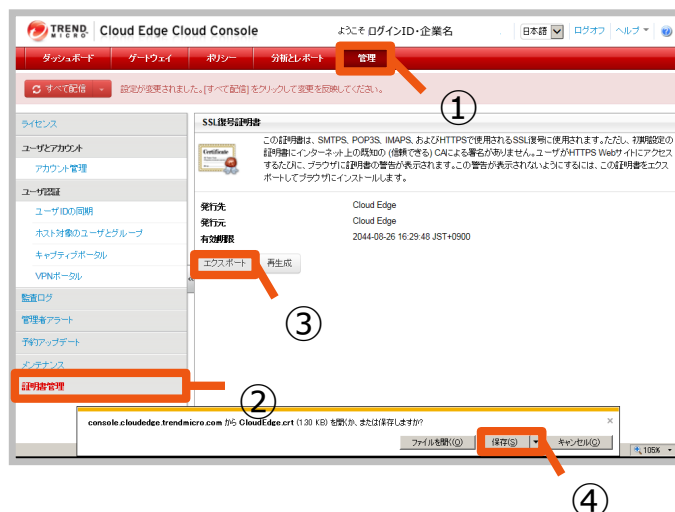 TREND MICRO Cloud Edge Cloud Console ようこそ ログインID・企業名 日本語 ログオフ ヘルプ
ダッシュボード ゲートウェイ ポリシー 分析とレポート 管理
すべて配信 設定が変更されました。[すべて配信] をクリックして変更を反映してください。
①
ライセンス
ユーザとアカウント
アカウント管理
ユーザ認証
ユーザIDの同期
ホスト対象のユーザとグループ
キャプティブポータル
VPNポータル
監査ログ
管理者アラート
予約アップデート
メンテナンス
証明書管理
②
SSL復号証明書
Certificate
この証明書は、SMTPS、POP3S、IMAPS、およびHTTPSで使用されるSSL復号に使用されます。ただし、初期設定の
証明書にインターネット上の既知の (信頼できる) CAによる署名がありません。ユーザがHTTPS Webサイトにアクセス
するたびに、ブラウザに証明書の警告が表示されます。この警告が表示されないようにするには、この証明書をエクス
ポートしてブラウザにインストールします。
発行先 Cloud Edge
発行元 Cloud Edge
有効期限 2044-08-26 16:29:48 JST+0900
エクスポート 再生成
③
console.cloudedge.trendmicro.com から CloudEdge.crt (1.30 KB) を開くか、または保存しますか? ×
ファイルを開く(O) 保存(S) キャンセル(C)
105%
④